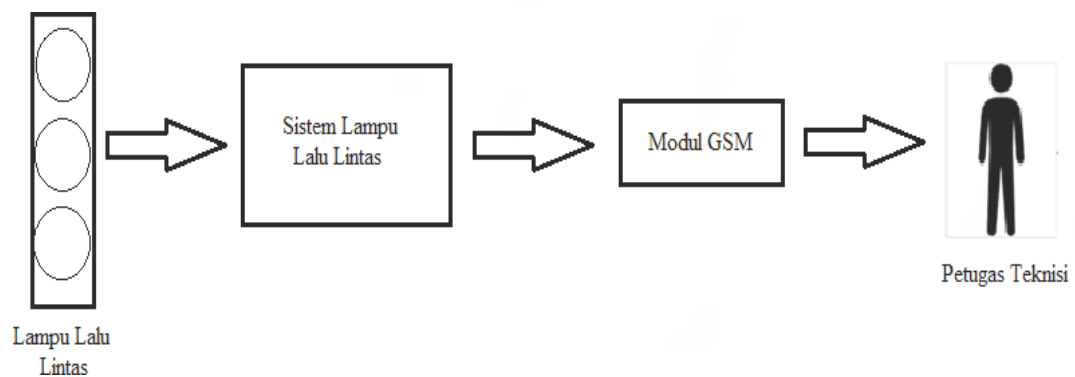 Lampu Lalu
Lintas
Sistem Lampu
Lalu Lintas
Modul GSM
Petugas Teknisi